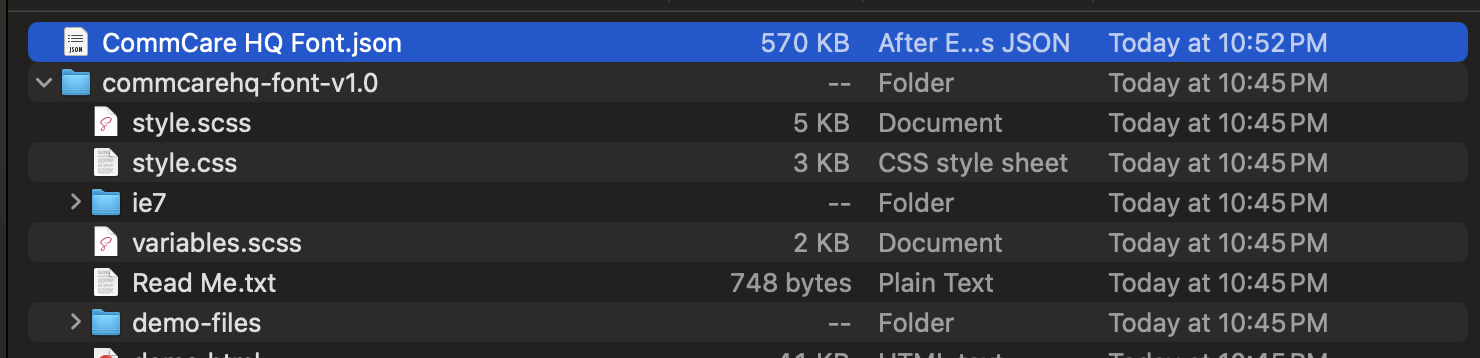 CommCare HQ Font.json 570 KB After E...s JSON Today at 10:52 PM
commcarehq-font-v1.0 -- Folder Today at 10:45 PM
style.scss 5 KB Document Today at 10:45 PM
style.css 3 KB CSS style sheet Today at 10:45 PM
ie7 -- Folder Today at 10:45 PM
variables.scss 2 KB Document Today at 10:45 PM
Read Me.txt 748 bytes Plain Text Today at 10:45 PM
demo-files -- Folder Today at 10:45 PM